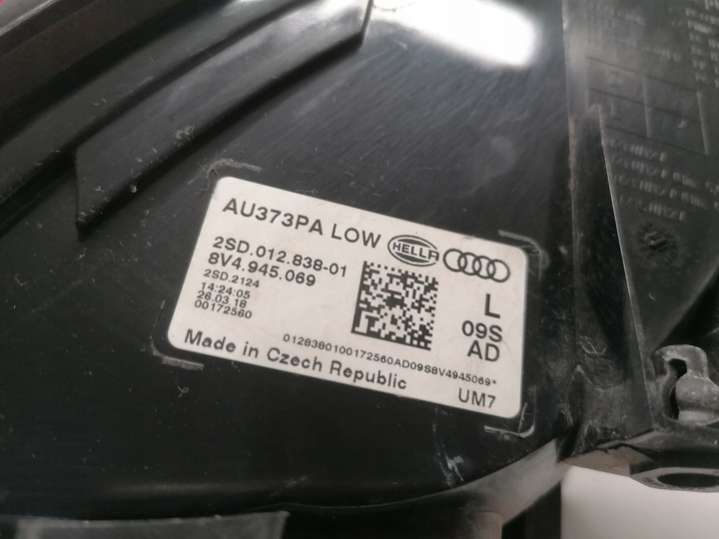 AU373PA LOW
HELLA
2SD.012.838-01
8V4.945.069
2SD.2124
14:24:05
26.03.18
00172560
L
09S
AD
0128380100172560AD09S8V4945069*
Made in Czech Republic
UM7